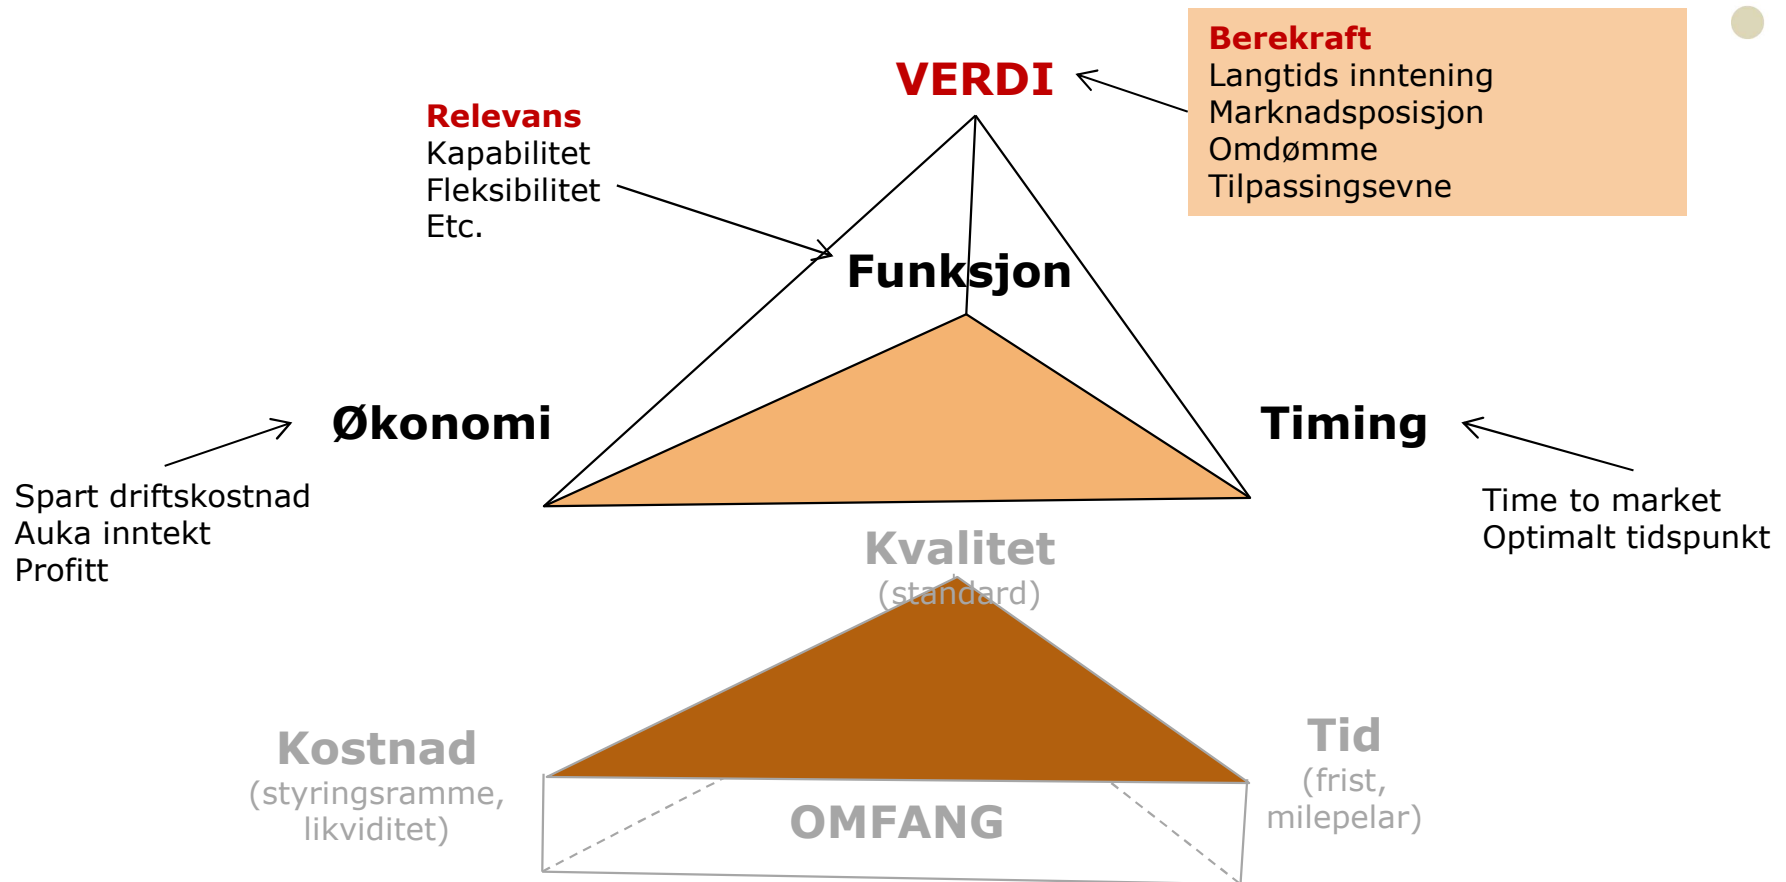 VERDI
Berekraft
Langtids inntening
Marknadsposisjon
Omdømme
Tilpassingsevne
Relevans
Kapabilitet
Fleksibilitet
Etc.
Funksjon
Økonomi
Timing
Spart driftskostnad
Auka inntekt
Profitt
Time to market
Optimalt tidspunkt
Kvalitet
(standard)
Kostnad
(styringsramme,
likviditet)
OMFANG
Tid
(frist,
milepelar)